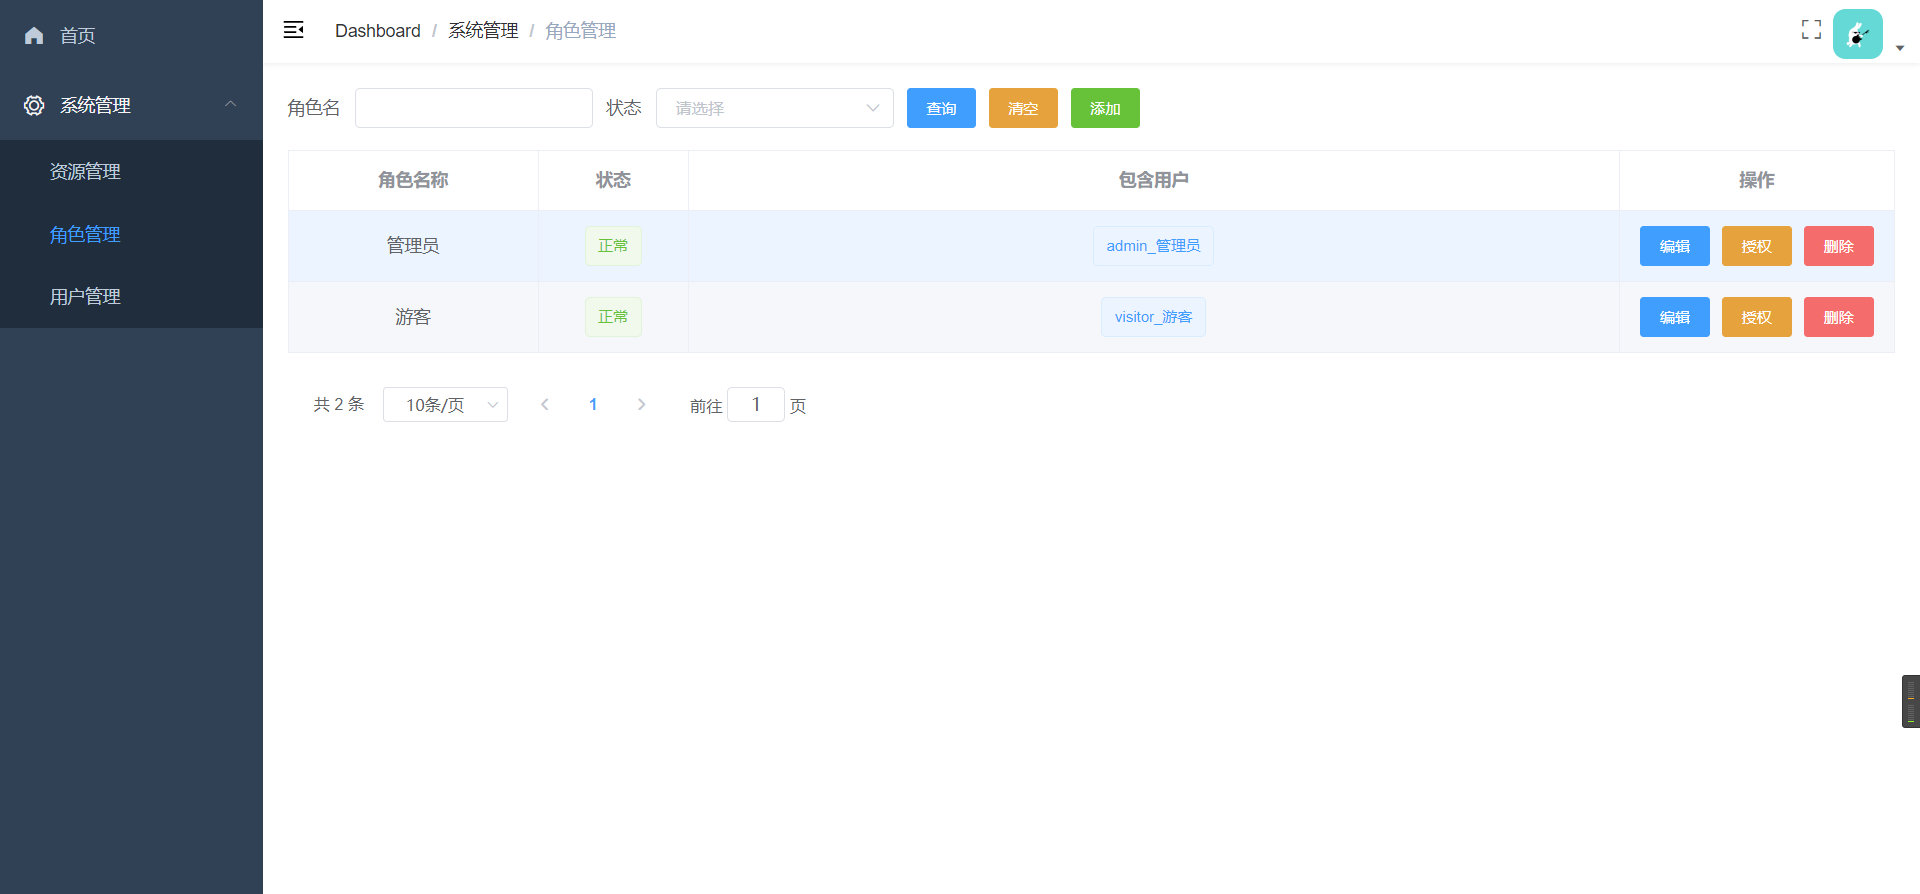 首页
系统管理
资源管理
角色管理
用户管理
Dashboard / 系统管理 / 角色管理
角色名 状态 请选择 查询 清空 添加
角色名称 状态 包含用户 操作
管理员 正常 admin_管理员 编辑 授权 删除
游客 正常 visitor_游客 编辑 授权 删除
共 2 条 10条/页 1 前往 1 页